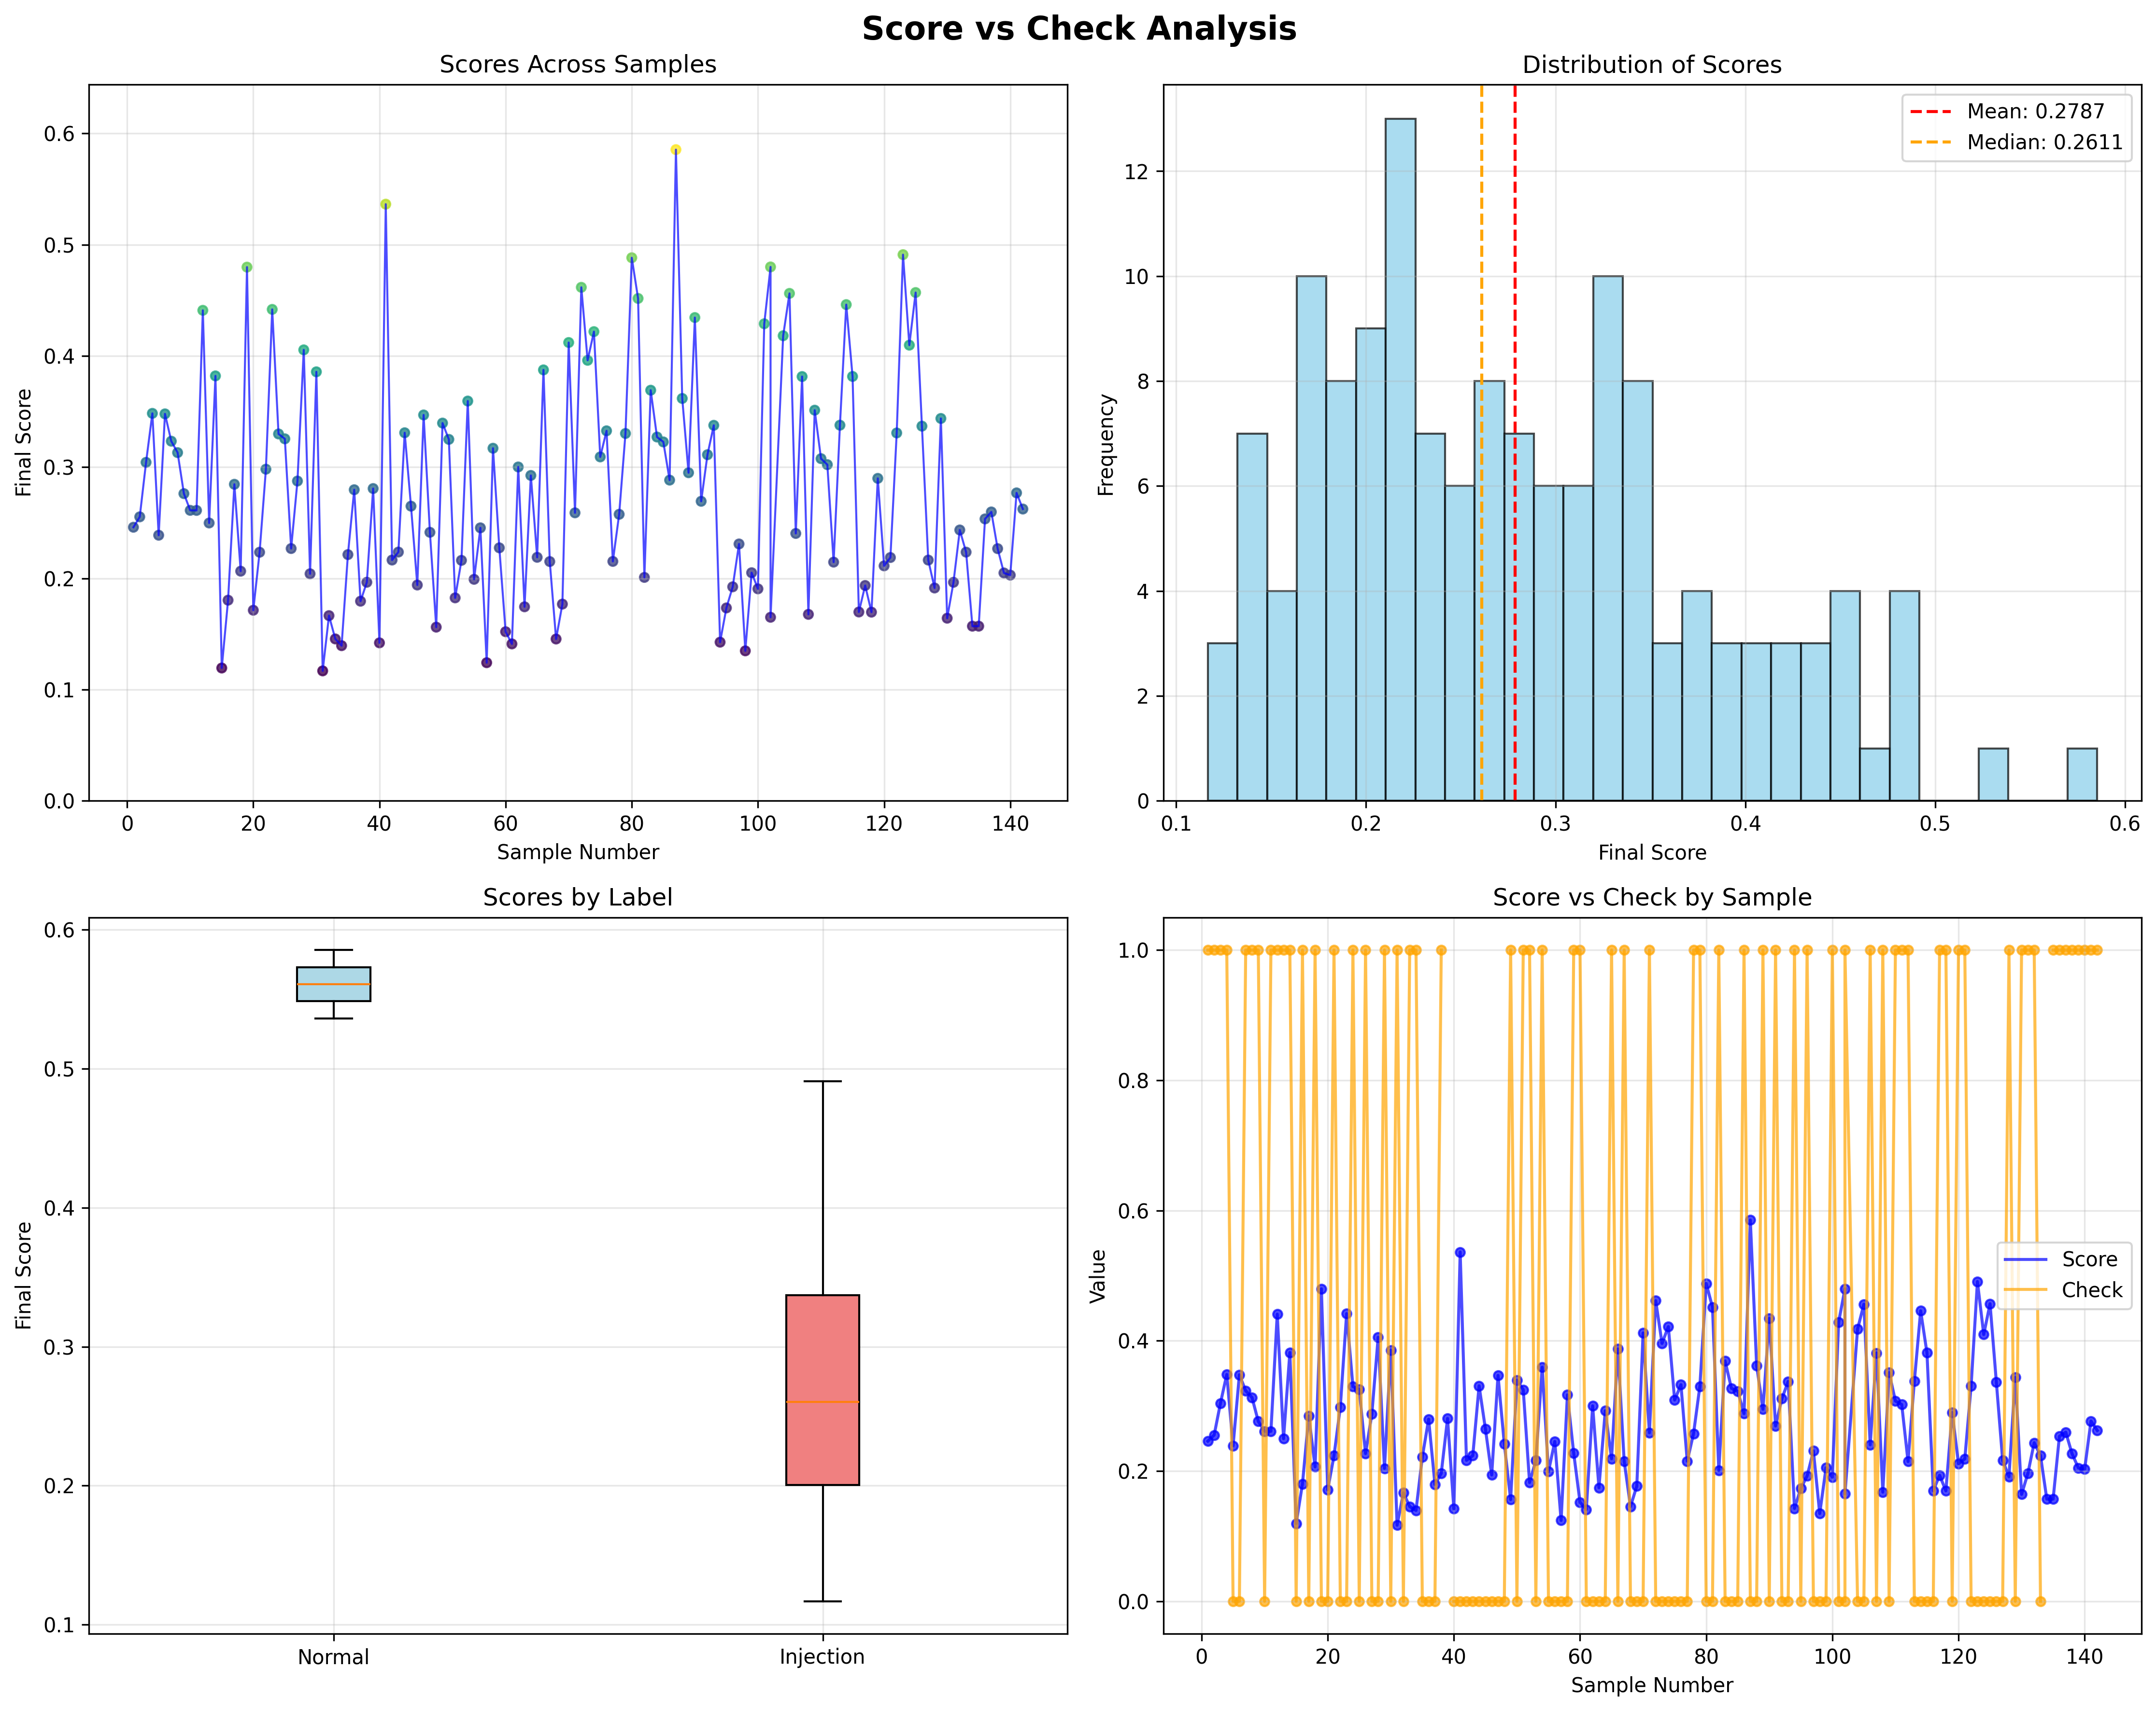 Score vs Check Analysis
Scores Across Samples
Final Score
0.6
0.5
0.4
0.3
0.2
0.1
0.0
0 20 40 60 80 100 120 140
Sample Number
Distribution of Scores
Mean: 0.2787
Median: 0.2611
Frequency
12
10
8
6
4
2
0
0.1 0.2 0.3 0.4 0.5 0.6
Final Score
Scores by Label
Final Score
0.6
0.5
0.4
0.3
0.2
0.1
Normal Injection
Score vs Check by Sample
Value
1.0
0.8
0.6
0.4
0.2
0.0
Score
Check
0 20 40 60 80 100 120 140
Sample Number